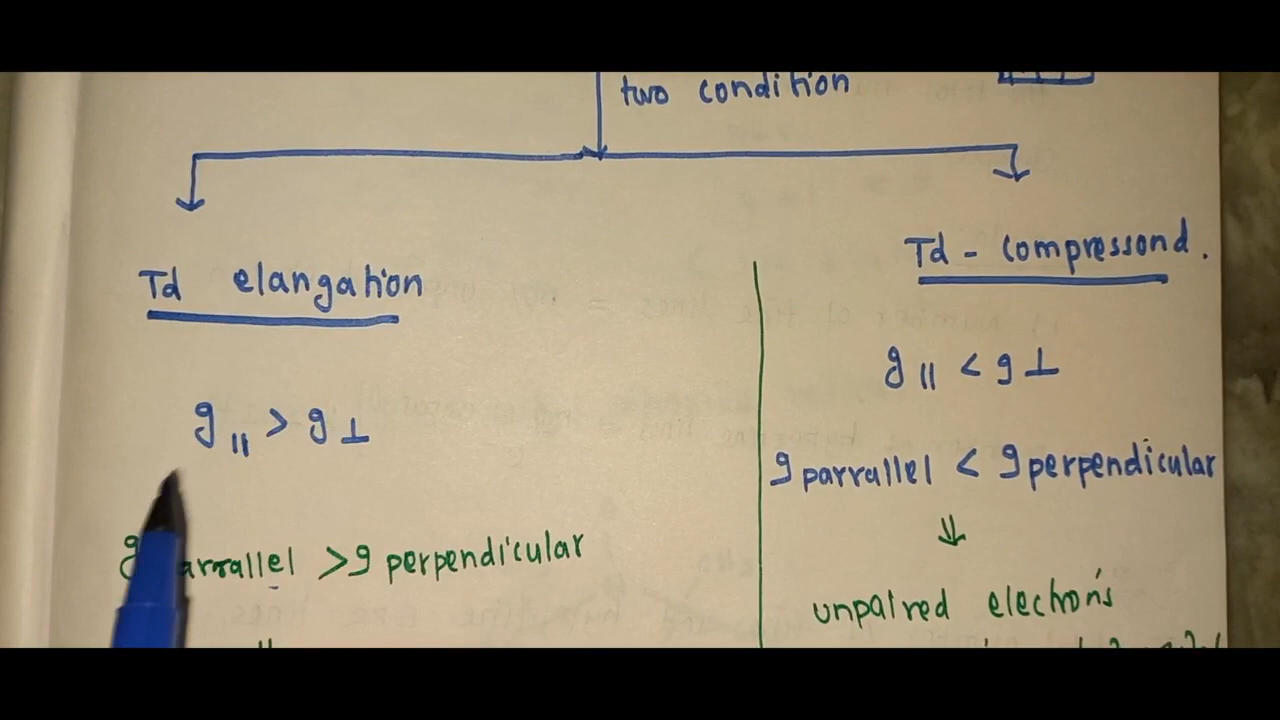 two condition
Td elangation
g || > g ⊥
arrallel > g perpendicular
Td - compressond.
g || < g ⊥
g parrallel < g perpendicular
unpaired electron's